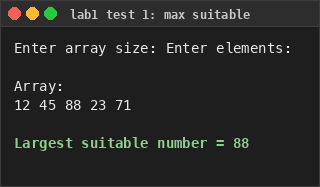 lab1 test 1: max suitable
Enter array size: Enter elements:
Array:
12 45 88 23 71
Largest suitable number = 88